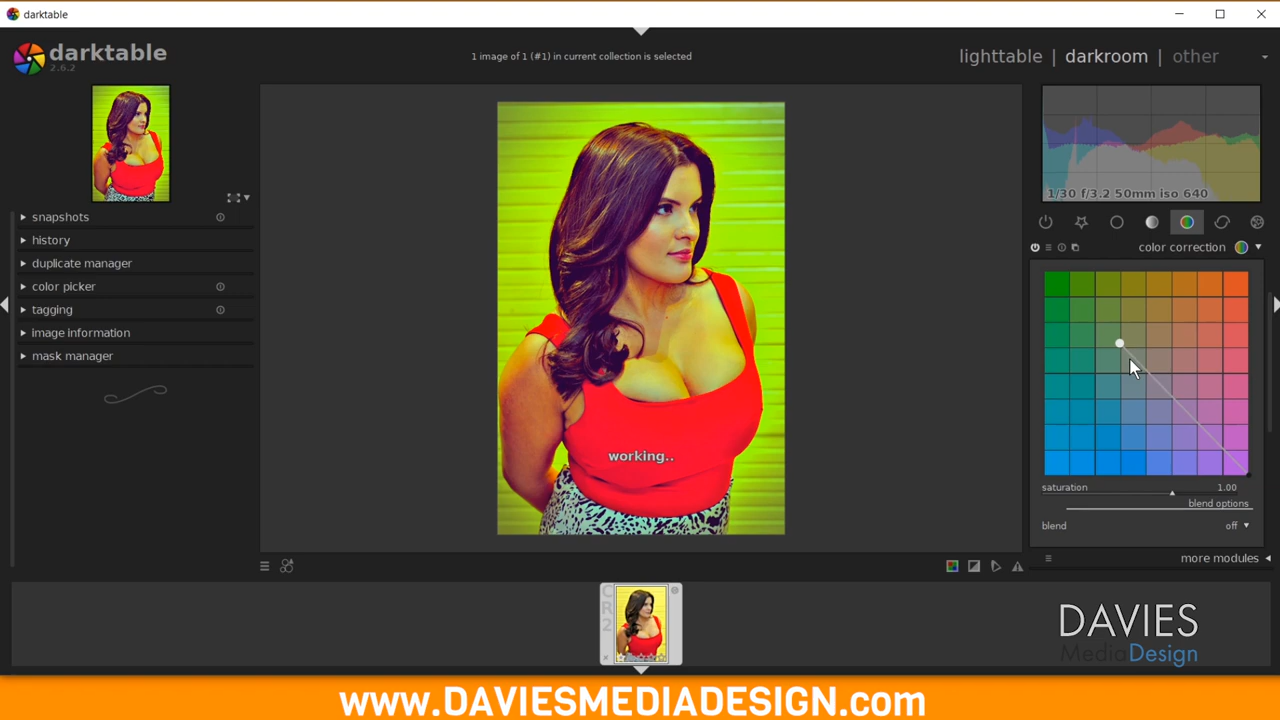 darktable
darktable
2.6.2
1 image of 1 (#1) in current collection is selected
lighttable | darkroom | other
1/30 f/3.2 50mm iso 640
snapshots
history
duplicate manager
color picker
tagging
image information
mask manager
color correction
working..
saturation 1.00
blend options
blend off
more modules
CR2
DAVIES
MediaDesign
www.DAVIESMEDIADESIGN.com